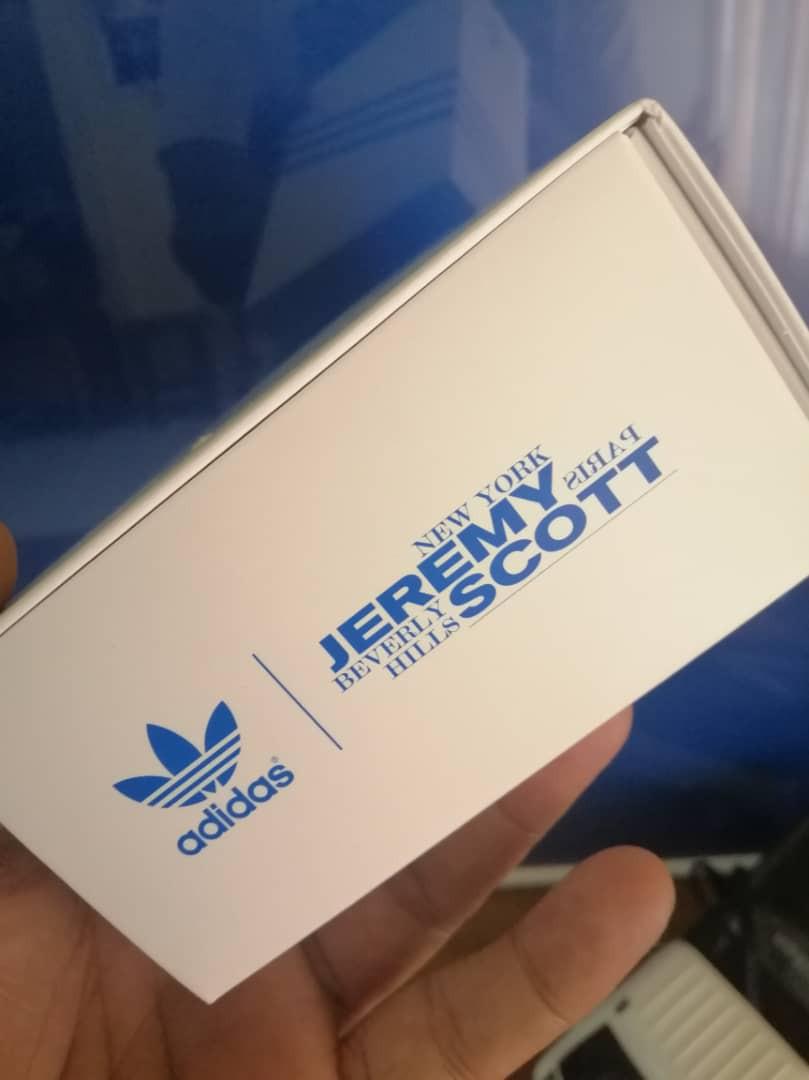 NEW YORK
JEREMY PARIS
BEVERLY SCOTT
HILLS
adidas®